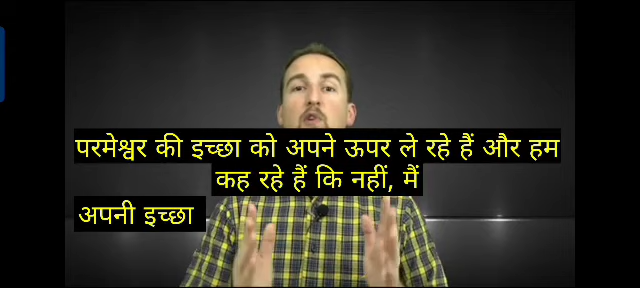 परमेश्वर की इच्छा को अपने ऊपर ले रहे हैं और हम
कह रहे हैं कि नहीं, मैं
अपनी इच्छा